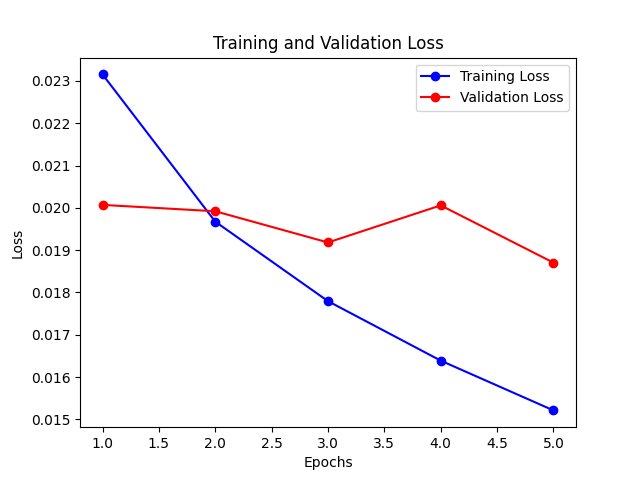 Training and Validation Loss
Training Loss
Validation Loss
0.023
0.022
0.021
0.020
0.019
0.018
0.017
0.016
0.015
Loss
1.0 1.5 2.0 2.5 3.0 3.5 4.0 4.5 5.0
Epochs